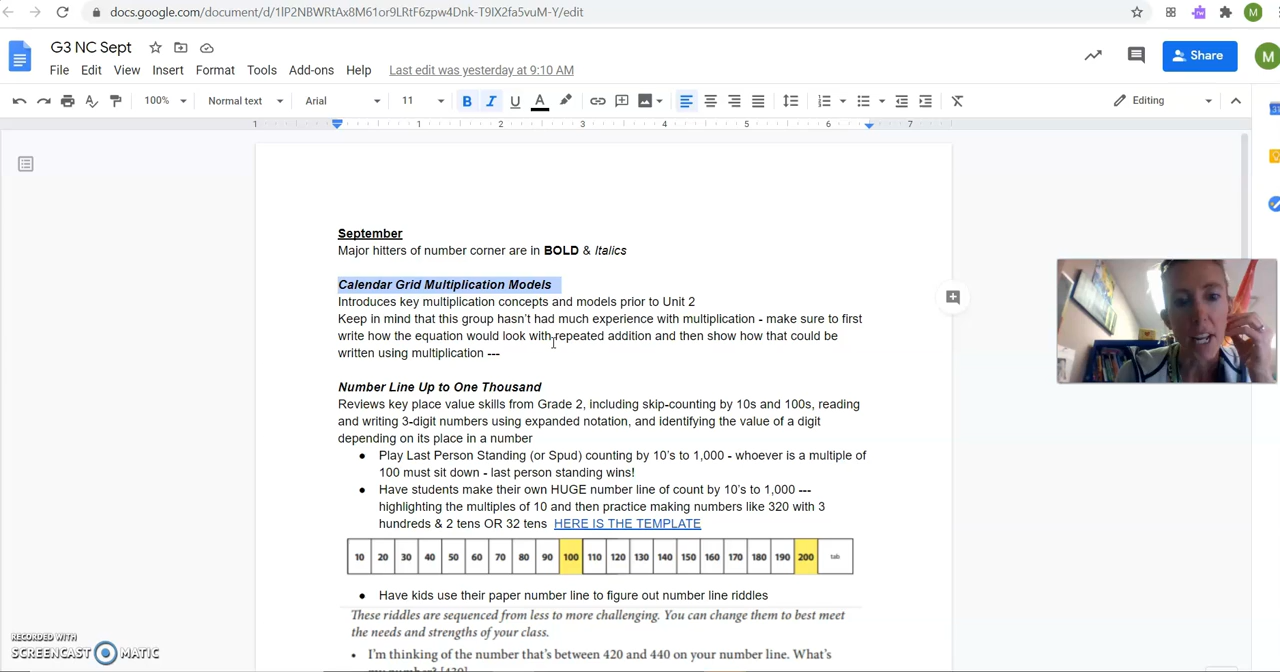 docs.google.com/document/d/1lP2NBWRtAx8M61or9LRtF6zpw4Dnk-T9lX2fa5vuM-Y/edit
M
G3 NC Sept
File Edit View Insert Format Tools Add-ons Help Last edit was yesterday at 9:10 AM
Share
M
100% Normal text Arial 11 B I U A Editing
1 1 2 3 4 5 6 7
September
Major hitters of number corner are in BOLD & Italics
Calendar Grid Multiplication Models
Introduces key multiplication concepts and models prior to Unit 2
Keep in mind that this group hasn't had much experience with multiplication - make sure to first
write how the equation would look with repeated addition and then show how that could be
written using multiplication ---
Number Line Up to One Thousand
Reviews key place value skills from Grade 2, including skip-counting by 10s and 100s, reading
and writing 3-digit numbers using expanded notation, and identifying the value of a digit
depending on its place in a number
● Play Last Person Standing (or Spud) counting by 10's to 1,000 - whoever is a multiple of
100 must sit down - last person standing wins!
● Have students make their own HUGE number line of count by 10's to 1,000 ---
highlighting the multiples of 10 and then practice making numbers like 320 with 3
hundreds & 2 tens OR 32 tens HERE IS THE TEMPLATE
10 20 30 40 50 60 70 80 90 100 110 120 130 140 150 160 170 180 190 200 tab
● Have kids use their paper number line to figure out number line riddles
These riddles are sequenced from less to more challenging. You can change them to best meet
the needs and strengths of your class.
• I'm thinking of the number that's between 420 and 440 on your number line. What's
my number? [430]
RECORDED WITH
SCREENCAST MATIC